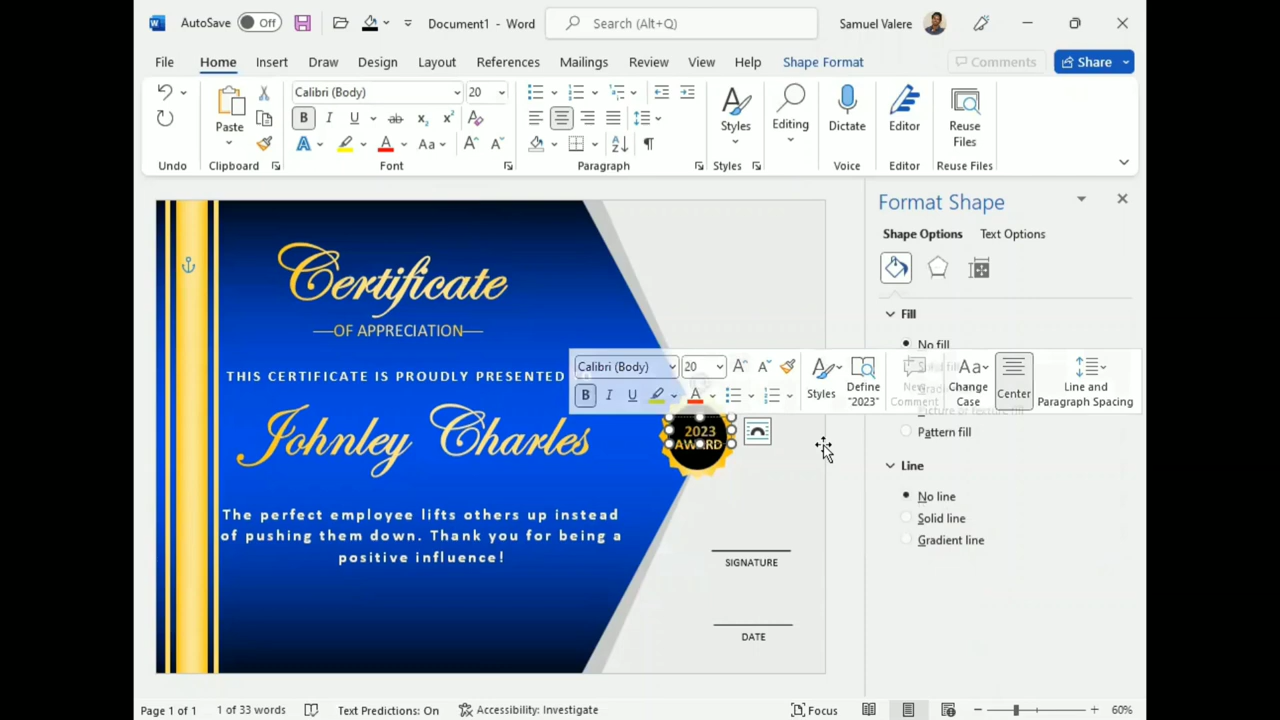 AutoSave Off Document1 - Word Search (Alt+Q) Samuel Valere
File Home Insert Draw Design Layout References Mailings Review View Help Shape Format Comments Share
Calibri (Body) 20
Paste Styles Editing Dictate Editor Reuse Files
Undo Clipboard Font Paragraph Styles Voice Editor Reuse Files
Format Shape
Shape Options Text Options
Fill
No fill
Pattern fill
Line
No line
Solid line
Gradient line
Certificate
OF APPRECIATION
THIS CERTIFICATE IS PROUDLY PRESENTED
Calibri (Body) 20
Styles Define "2023" New Comment Change Case Center Line and Paragraph Spacing
Johnley Charles
2023
AWARD
The perfect employee lifts others up instead
of pushing them down. Thank you for being a
positive influence!
SIGNATURE
DATE
Page 1 of 1 1 of 33 words Text Predictions: On Accessibility: Investigate Focus 60%